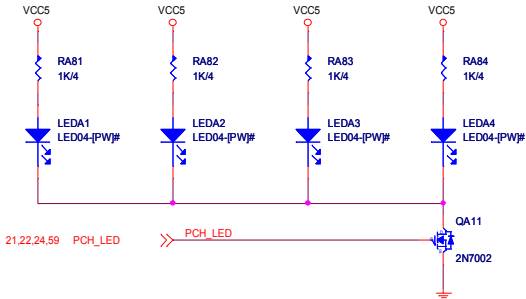 VCC5 VCC5 VCC5 VCC5
RA81 RA82 RA83 RA84
1K/4 1K/4 1K/4 1K/4
LEDA1 LEDA2 LEDA3 LEDA4
LED04-[PW]# LED04-[PW]# LED04-[PW]# LED04-[PW]#
QA11
21,22,24,59 PCH_LED PCH_LED
2N7002